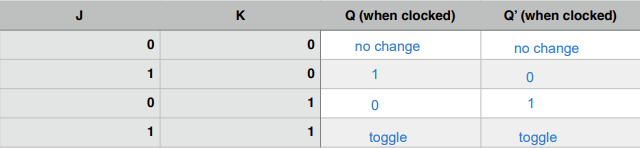 J K Q (when clocked) Q’ (when clocked)
0 0 no change no change
1 0 1 0
0 1 0 1
1 1 toggle toggle